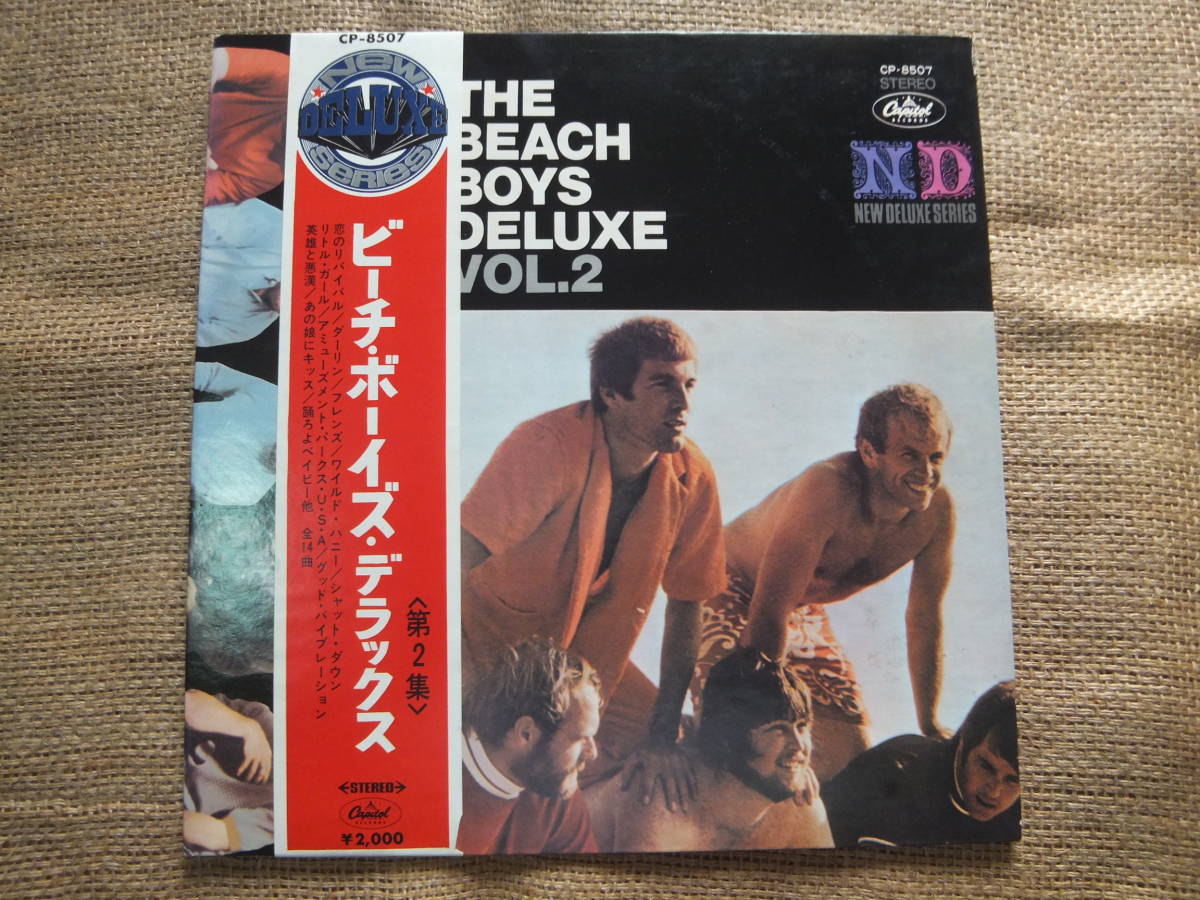 CP-8507
NEW
DELUXE
SERIES
ビーチ・ボーイズ・デラックス
〈第2集〉
恋のリバイバル/ダーリン/フレンズ/ワイルド・ハニー/シャット・ダウン
リトル・ガール/アミューズメント・パークス・U・S・A/グッド・バイブレーション
英雄と悪漢/あの娘にキッス/踊ろよベイビー他 全14曲
STEREO
Capitol
RECORDS
¥2,000
THE
BEACH
BOYS
DELUXE
VOL.2
CP-8507
STEREO
Capitol
RECORDS
ND
NEW DELUXE SERIES